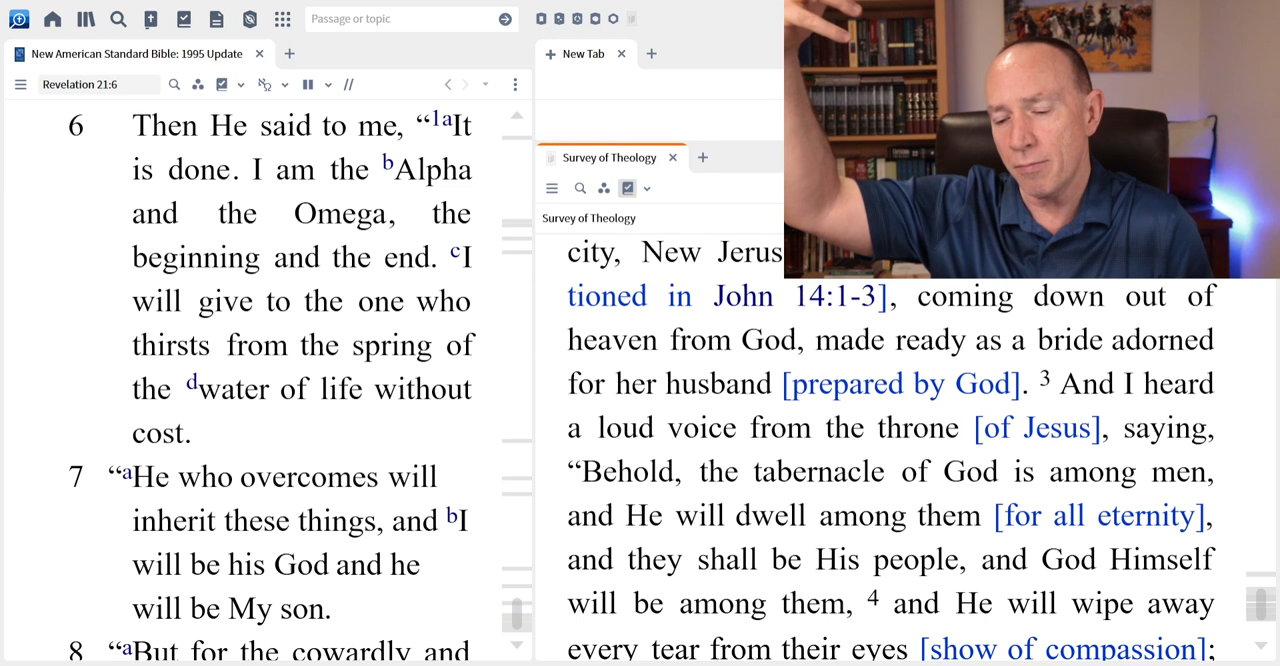 Passage or topic
New American Standard Bible: 1995 Update
Revelation 21:6
6 Then He said to me, “1aIt
is done. I am the bAlpha
and the Omega, the
beginning and the end. cI
will give to the one who
thirsts from the spring of
the dwater of life without
cost.
7 “aHe who overcomes will
inherit these things, and bI
will be his God and he
will be My son.
8 “aBut for the cowardly and
New Tab
Survey of Theology
Survey of Theology
city, New Jerus
tioned in John 14:1-3], coming down out of
heaven from God, made ready as a bride adorned
for her husband [prepared by God]. 3 And I heard
a loud voice from the throne [of Jesus], saying,
“Behold, the tabernacle of God is among men,
and He will dwell among them [for all eternity],
and they shall be His people, and God Himself
will be among them, 4 and He will wipe away
every tear from their eyes [show of compassion];